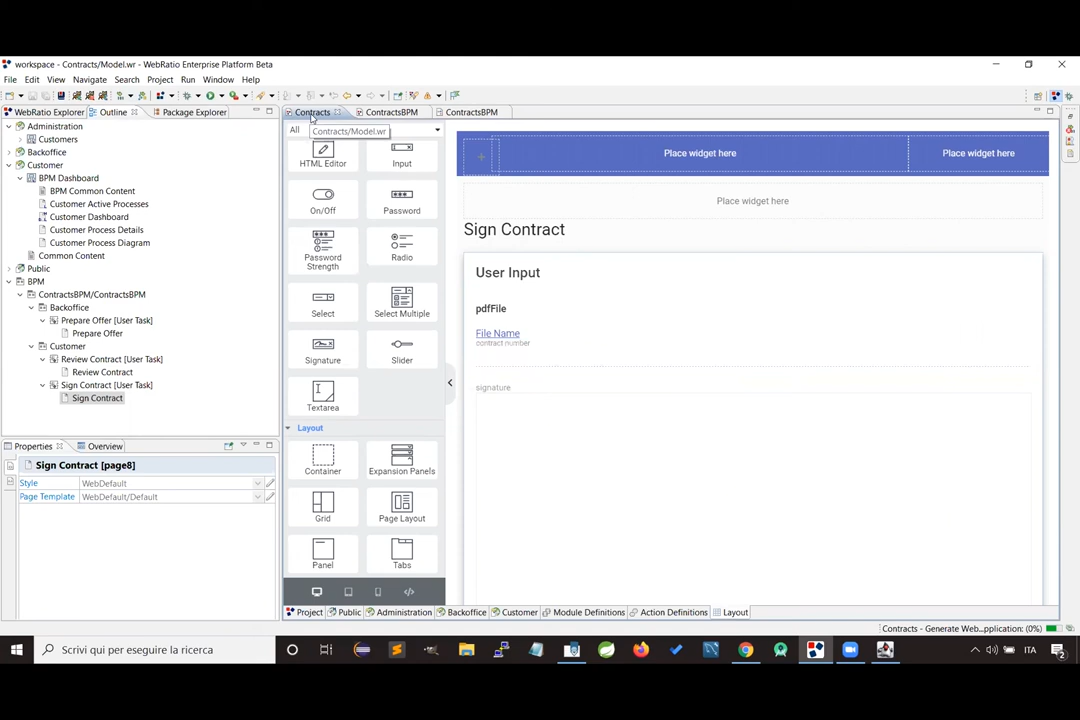 workspace - Contracts/Model.wr - WebRatio Enterprise Platform Beta
File Edit View Navigate Search Project Run Window Help
WebRatio Explorer Outline Package Explorer
Administration
Customers
Backoffice
Customer
BPM Dashboard
BPM Common Content
Customer Active Processes
Customer Dashboard
Customer Process Details
Customer Process Diagram
Common Content
Public
BPM
ContractsBPM/ContractsBPM
Backoffice
Prepare Offer [User Task]
Prepare Offer
Customer
Review Contract [User Task]
Review Contract
Sign Contract [User Task]
Sign Contract
Properties Overview
Sign Contract [page8]
Style WebDefault
Page Template WebDefault/Default
Contracts ContractsBPM ContractsBPM
All
Contracts/Model.wr
HTML Editor Input
On/Off Password
Password Strength Radio
Select Select Multiple
Signature Slider
Textarea
Layout
Container Expansion Panels
Grid Page Layout
Panel Tabs
Place widget here Place widget here
Place widget here
Sign Contract
User Input
pdfFile
File Name
contract number
signature
Project Public Administration Backoffice Customer Module Definitions Action Definitions Layout
Contracts - Generate Web...pplication: (0%)
Scrivi qui per eseguire la ricerca
ITA
2